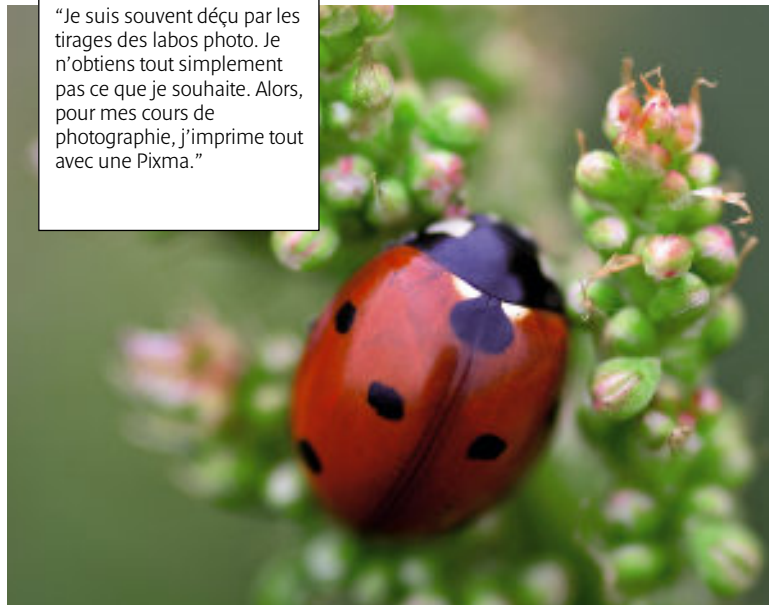 “Je suis souvent déçu par les
tirages des labos photo. Je
n’obtiens tout simplement
pas ce que je souhaite. Alors,
pour mes cours de
photographie, j’imprime tout
avec une Pixma.”